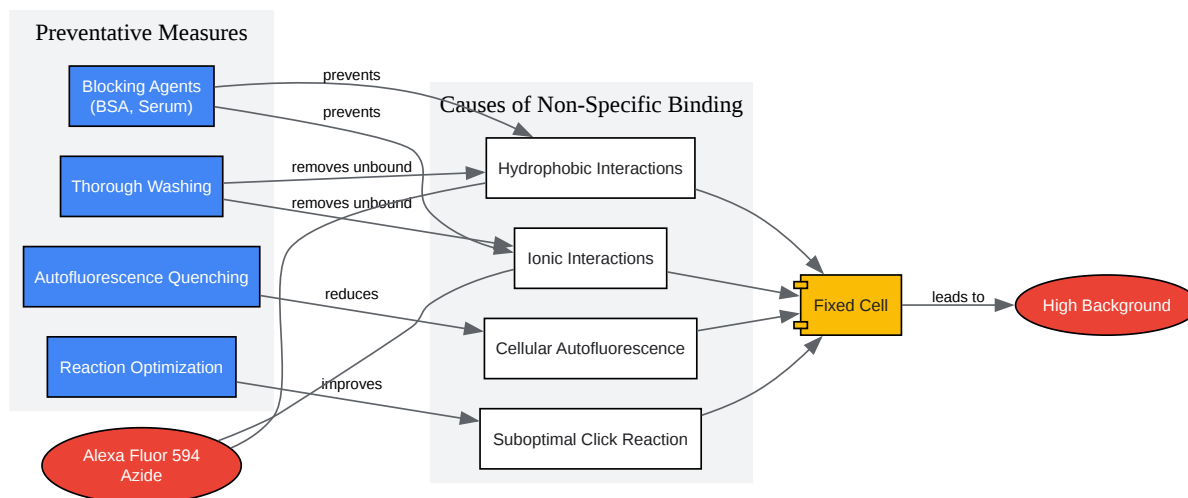 Preventative Measures
Blocking Agents
(BSA, Serum)
Thorough Washing
Autofluorescence Quenching
Reaction Optimization
Alexa Fluor 594
Azide
prevents
prevents
removes unbound
removes unbound
reduces
improves
Causes of Non-Specific Binding
Hydrophobic Interactions
Ionic Interactions
Cellular Autofluorescence
Suboptimal Click Reaction
Fixed Cell
leads to
High Background